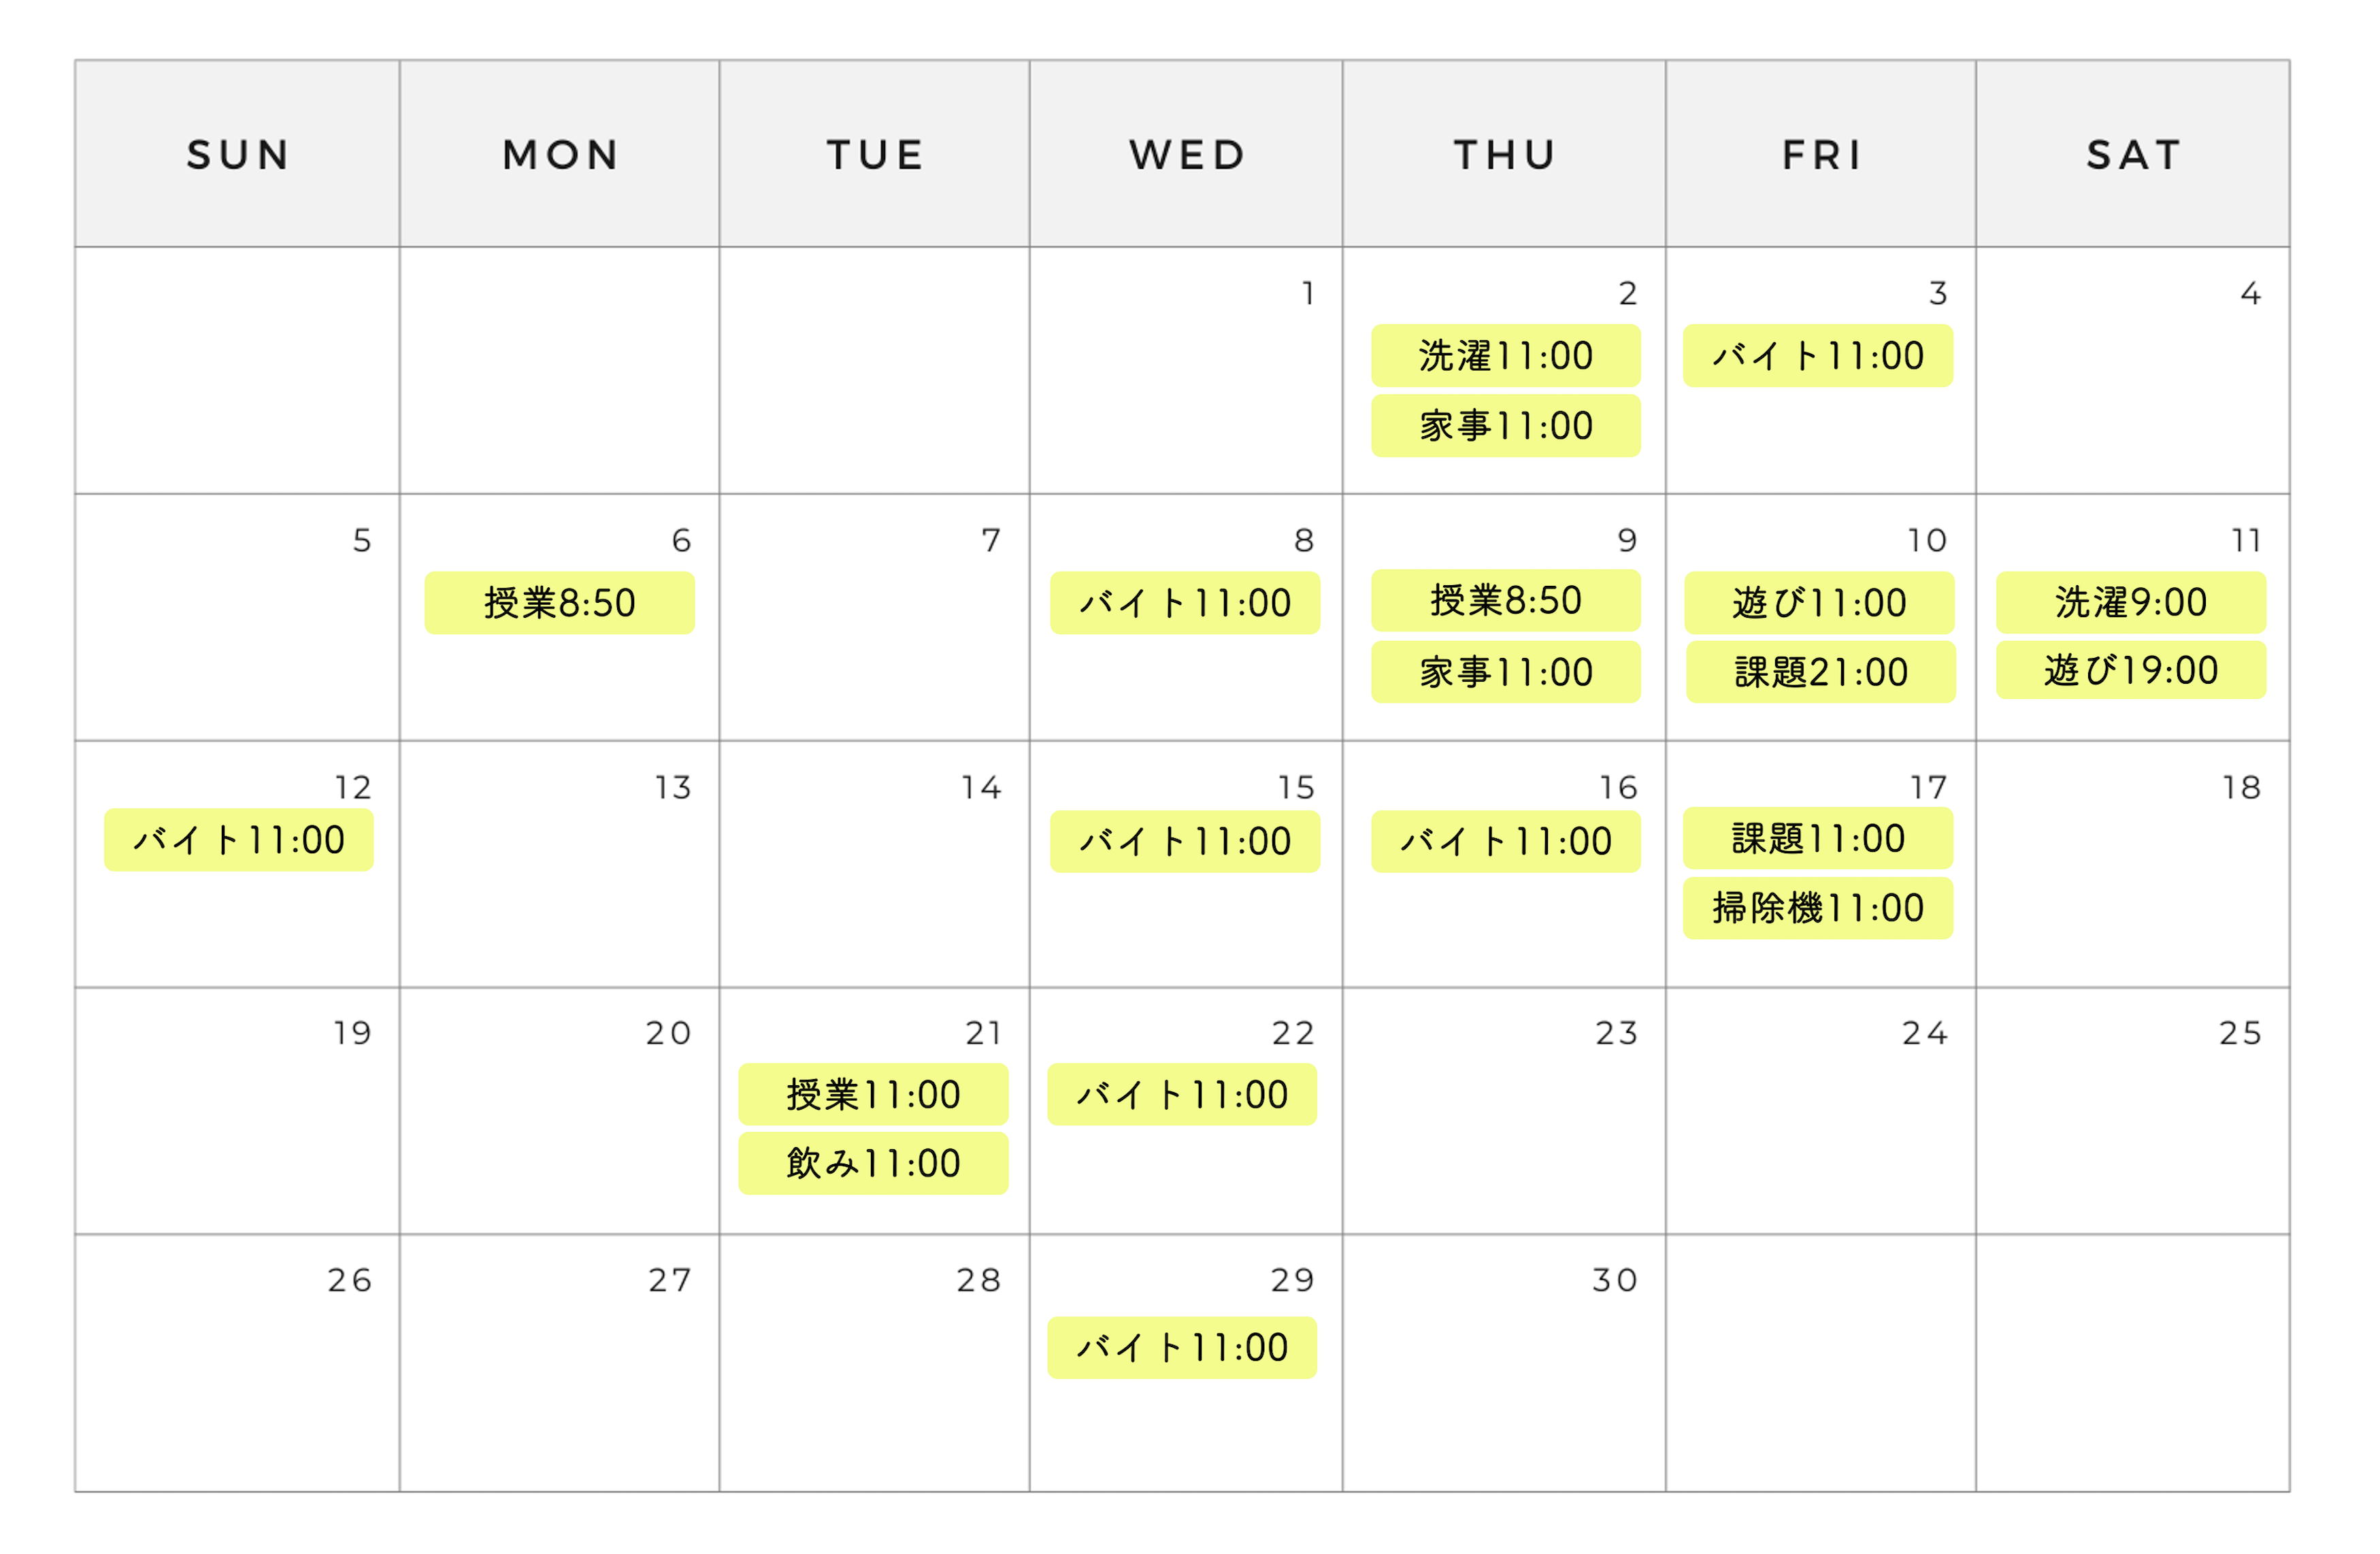 SUN MON TUE WED THU FRI SAT
1 2 3 4
洗濯11:00 バイト11:00
家事11:00
5 6 7 8 9 10 11
授業8:50 バイト11:00 授業8:50 遊び11:00 洗濯9:00
家事11:00 課題21:00 遊び19:00
12 13 14 15 16 17 18
バイト11:00 バイト11:00 バイト11:00 課題11:00
掃除機11:00
19 20 21 22 23 24 25
授業11:00 バイト11:00
飲み11:00
26 27 28 29 30
バイト11:00